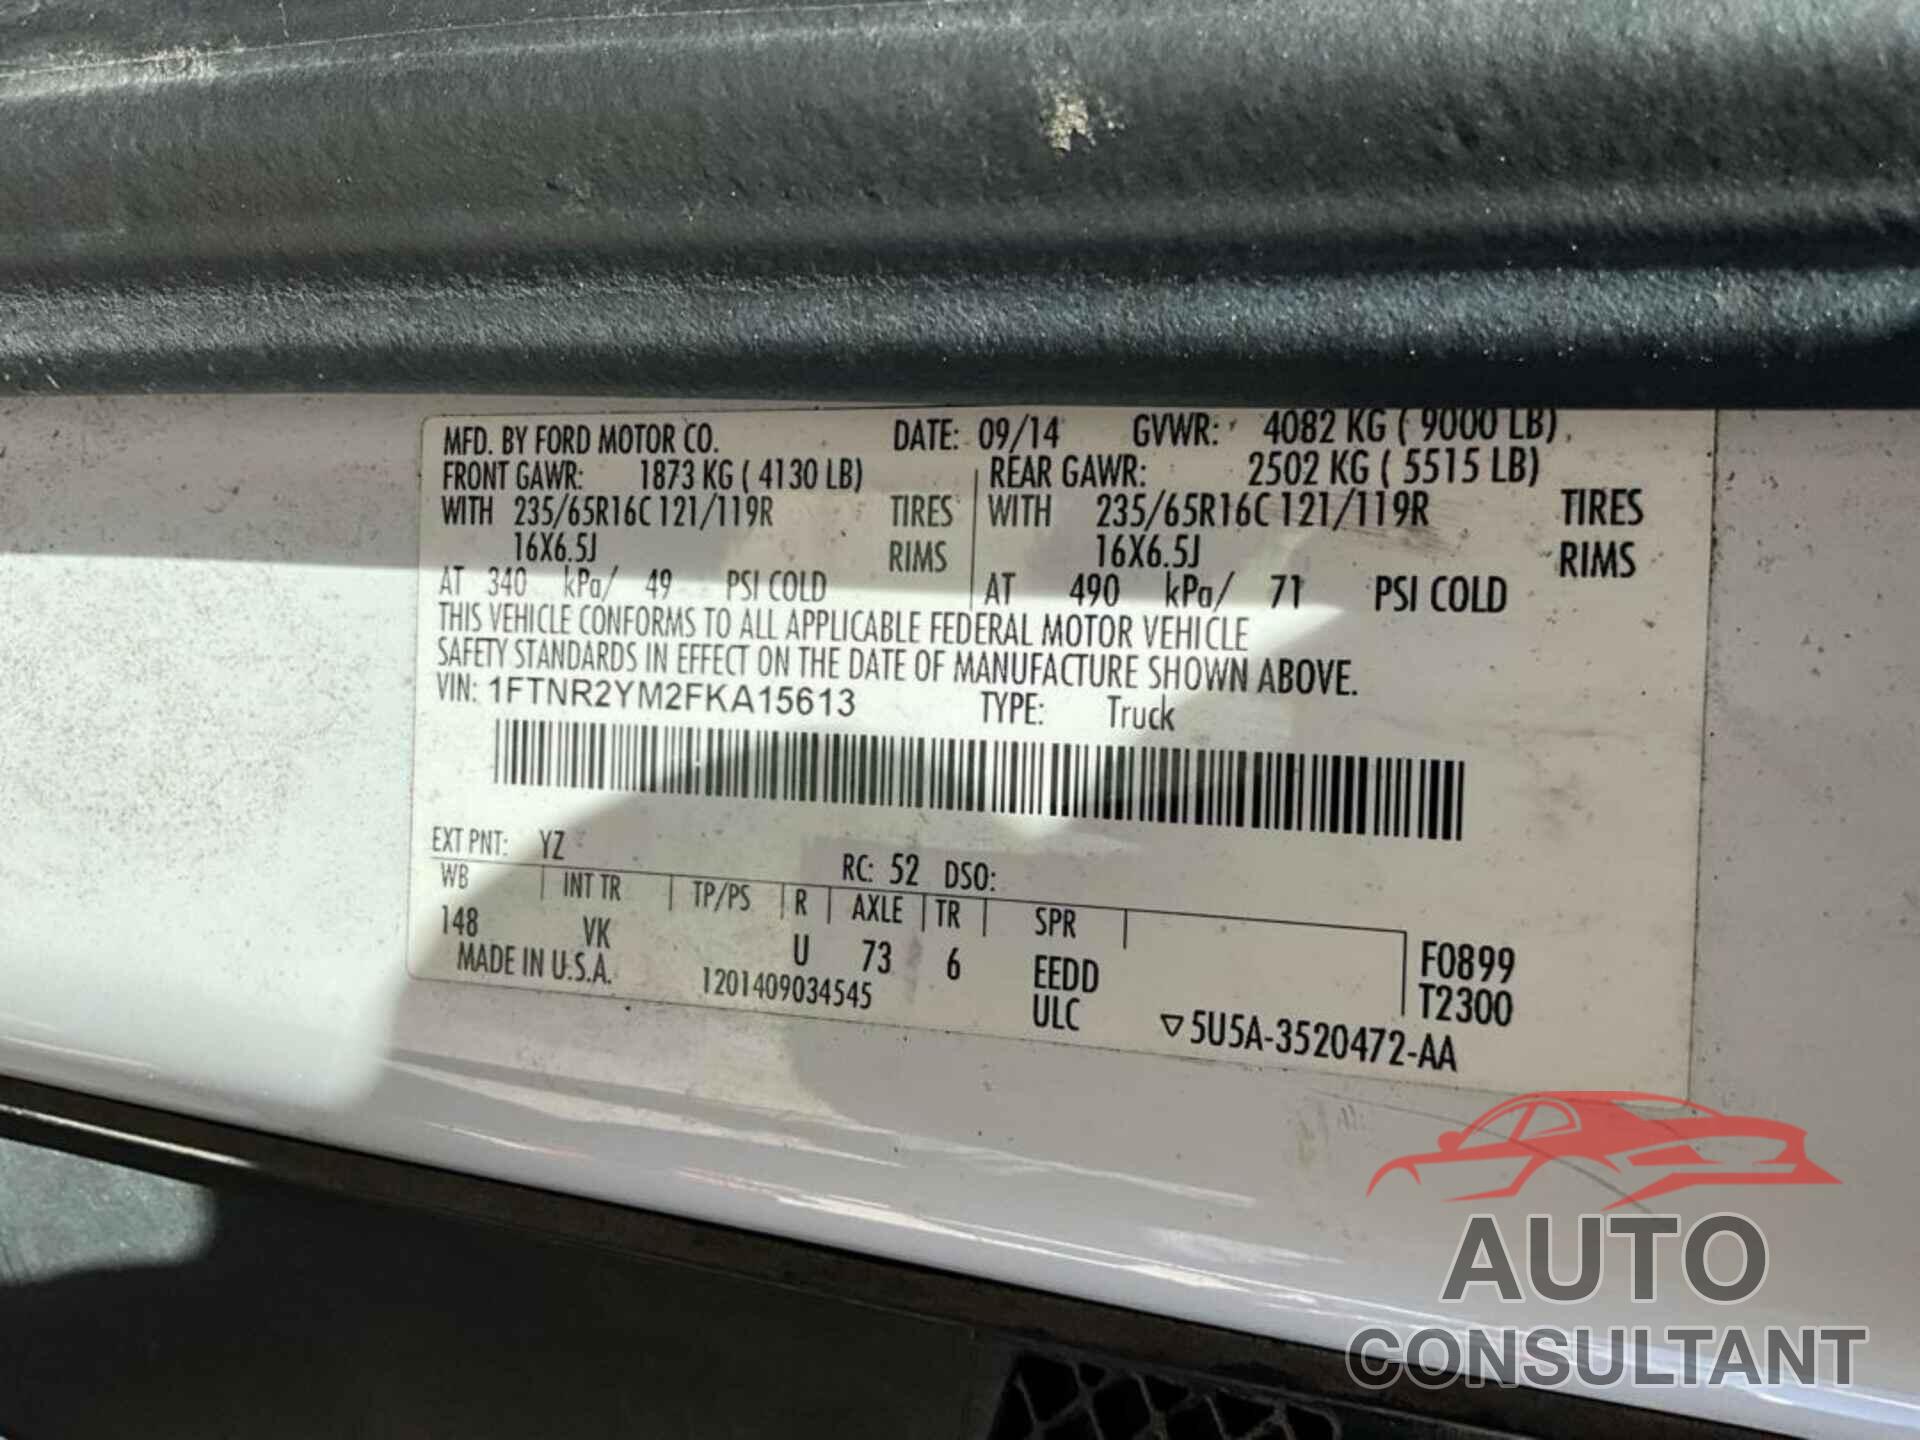 MFD. BY FORD MOTOR CO. DATE: 09/14 GVWR: 4082 KG ( 9000 LB)
FRONT GAWR: 1873 KG ( 4130 LB) REAR GAWR: 2502 KG ( 5515 LB)
WITH 235/65R16C 121/119R TIRES WITH 235/65R16C 121/119R TIRES
16X6.5J RIMS 16X6.5J RIMS
AT 340 kPa/ 49 PSI COLD AT 490 kPa/ 71 PSI COLD
THIS VEHICLE CONFORMS TO ALL APPLICABLE FEDERAL MOTOR VEHICLE
SAFETY STANDARDS IN EFFECT ON THE DATE OF MANUFACTURE SHOWN ABOVE.
VIN: 1FTNR2YM2FKA15613 TYPE: Truck
EXT PNT: YZ RC: 52 DSO:
WB INT TR TP/PS R AXLE TR SPR
148 VK U 73 6 EEDD F0899
MADE IN U.S.A. 1201409034545 ULC T2300
▽5U5A-3520472-AA
AUTO
CONSULTANT